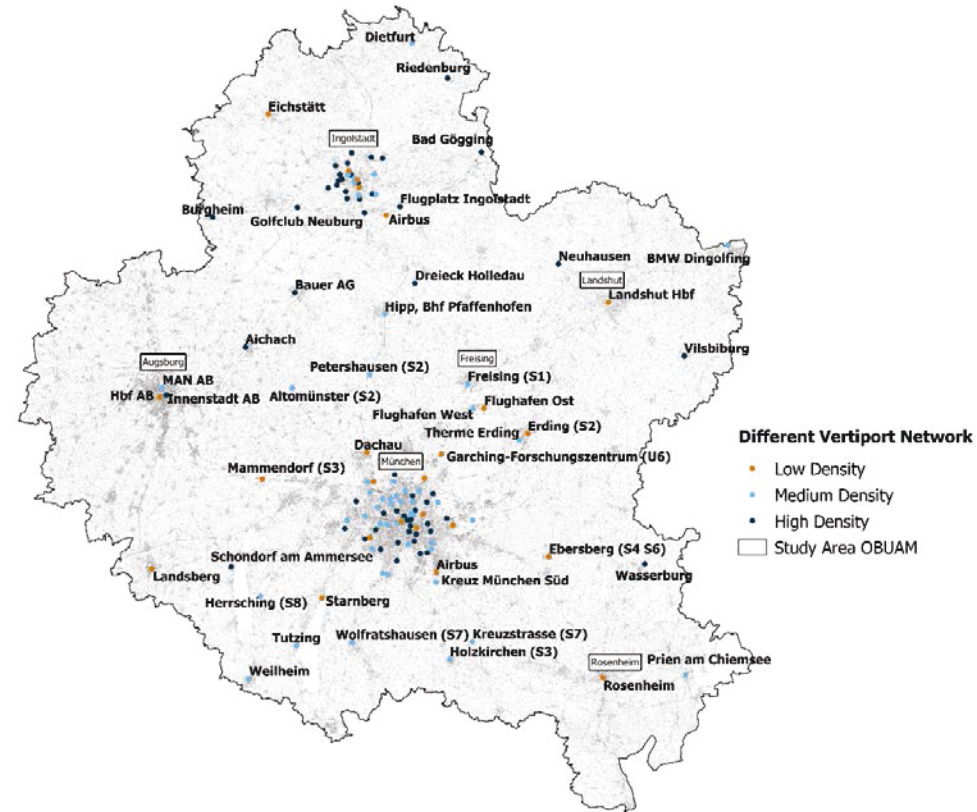 Dietfurt
Riedenburg
Eichstätt
Ingolstadt
Bad Gögging
Flugplatz Ingolstadt
Burgheim
Golfclub Neuburg
Airbus
Neuhausen
BMW Dingolfing
Dreieck Holledau
Landshut
Bauer AG
Landshut Hbf
Hipp, Bhf Pfaffenhofen
Aichach
Vilsbiburg
Augsburg
Freising
Petershausen (S2)
MAN AB
Freising (S1)
Hbf AB
Innenstadt AB
Altomünster (S2)
Flughafen Ost
Flughafen West
Erding (S2)
Therme Erding
Different Vertiport Network
Dachau
Garching-Forschungszentrum (U6)
München
Low Density
Mammendorf (S3)
Medium Density
High Density
Study Area OBUAM
Schondorf am Ammersee
Ebersberg (S4 S6)
Airbus
Landsberg
Kreuz München Süd
Wasserburg
Herrsching (S8)
Starnberg
Tutzing
Wolfratshausen (S7)
Kreuzstrasse (S7)
Holzkirchen (S3)
Rosenheim
Prien am Chiemsee
Weilheim
Rosenheim